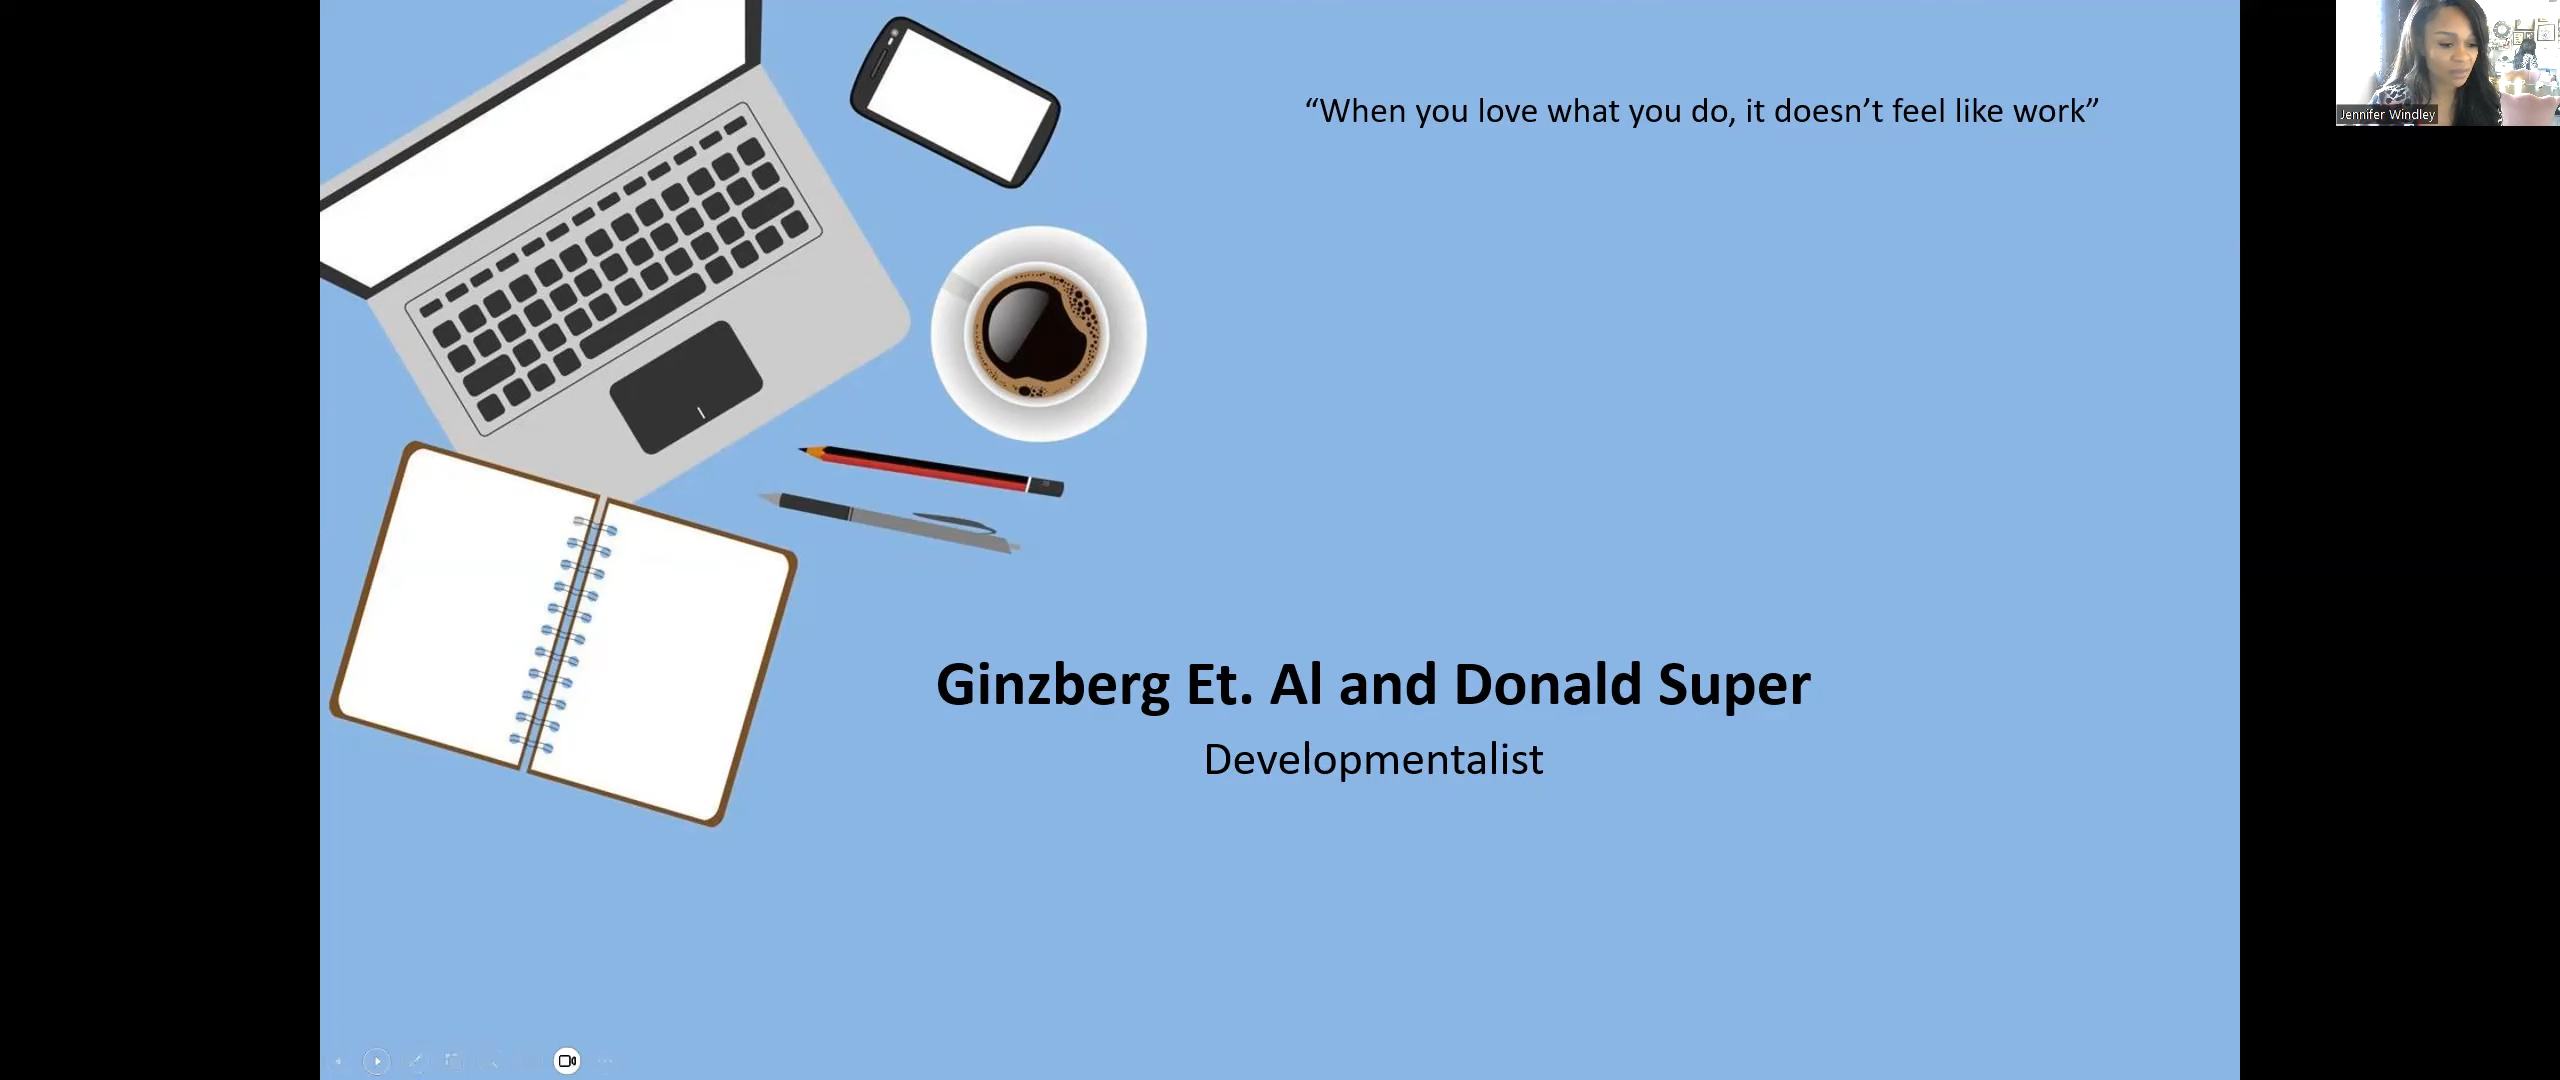 “When you love what you do, it doesn’t feel like work”
Jennifer Windley
Ginzberg Et. Al and Donald Super
Developmentalist